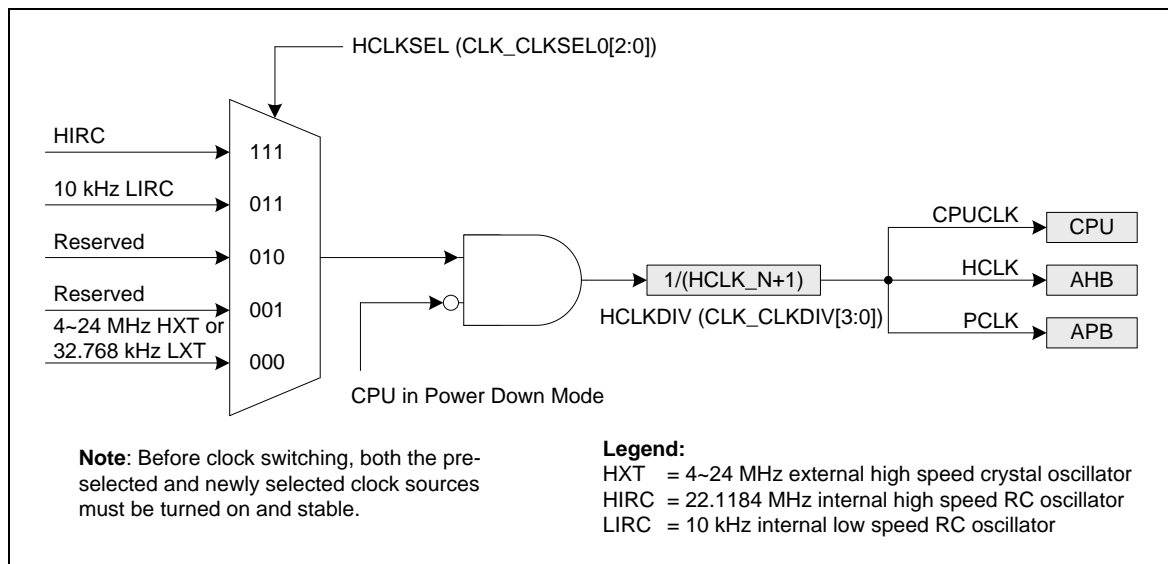 HCLKSEL (CLK_CLKSEL0[2:0])
HIRC
111
10 kHz LIRC
011
Reserved
010
Reserved
001
4~24 MHz HXT or
32.768 kHz LXT
000
CPU in Power Down Mode
1/(HCLK_N+1)
HCLKDIV (CLK_CLKDIV[3:0])
CPUCLK
CPU
HCLK
AHB
PCLK
APB
Note: Before clock switching, both the pre-
selected and newly selected clock sources
must be turned on and stable.
Legend:
HXT = 4~24 MHz external high speed crystal oscillator
HIRC = 22.1184 MHz internal high speed RC oscillator
LIRC = 10 kHz internal low speed RC oscillator